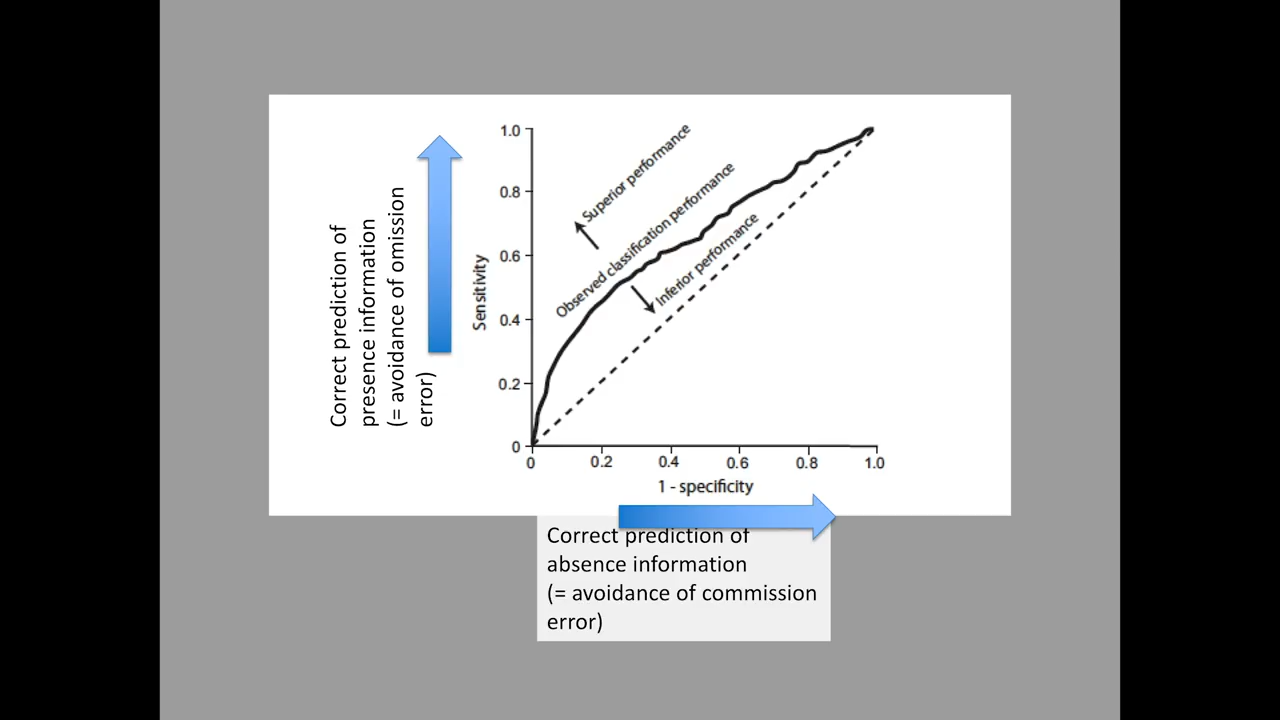 Correct prediction of
presence information
(= avoidance of omission
error)
Sensitivity
1.0
0.8
0.6
0.4
0.2
0
Superior performance
Observed classification performance
Inferior performance
0 0.2 0.4 0.6 0.8 1.0
1 - specificity
Correct prediction of
absence information
(= avoidance of commission
error)